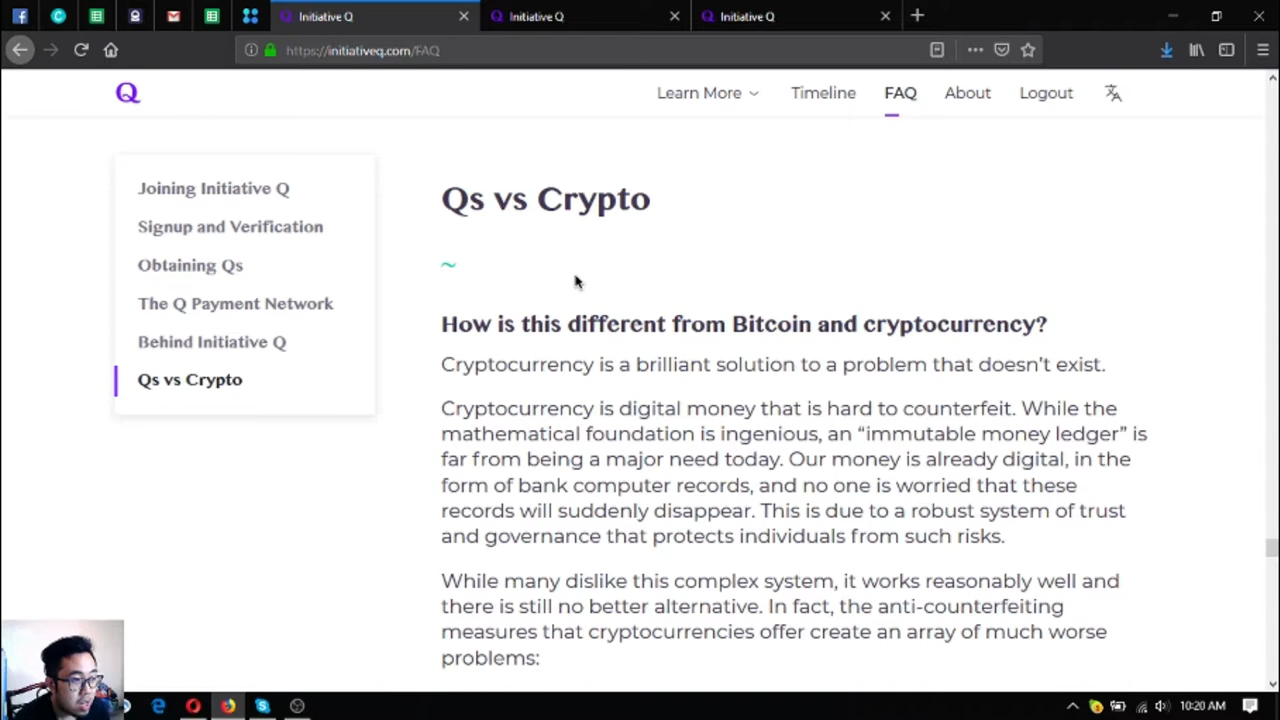 Initiative Q
Initiative Q
Initiative Q
https://initiativeq.com/FAQ
Q
Learn More
Timeline
FAQ
About
Logout
Joining Initiative Q
Signup and Verification
Obtaining Qs
The Q Payment Network
Behind Initiative Q
Qs vs Crypto
Qs vs Crypto
~
How is this different from Bitcoin and cryptocurrency?
Cryptocurrency is a brilliant solution to a problem that doesn't exist.
Cryptocurrency is digital money that is hard to counterfeit. While the
mathematical foundation is ingenious, an “immutable money ledger” is
far from being a major need today. Our money is already digital, in the
form of bank computer records, and no one is worried that these
records will suddenly disappear. This is due to a robust system of trust
and governance that protects individuals from such risks.
While many dislike this complex system, it works reasonably well and
there is still no better alternative. In fact, the anti-counterfeiting
measures that cryptocurrencies offer create an array of much worse
problems:
10:20 AM